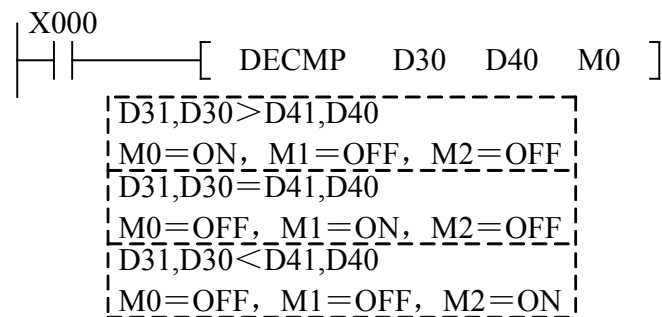 X000
[ DECMP D30 D40 M0 ]
D31,D30＞D41,D40
M0＝ON，M1＝OFF，M2＝OFF
D31,D30＝D41,D40
M0＝OFF，M1＝ON，M2＝OFF
D31,D30＜D41,D40
M0＝OFF，M1＝OFF，M2＝ON